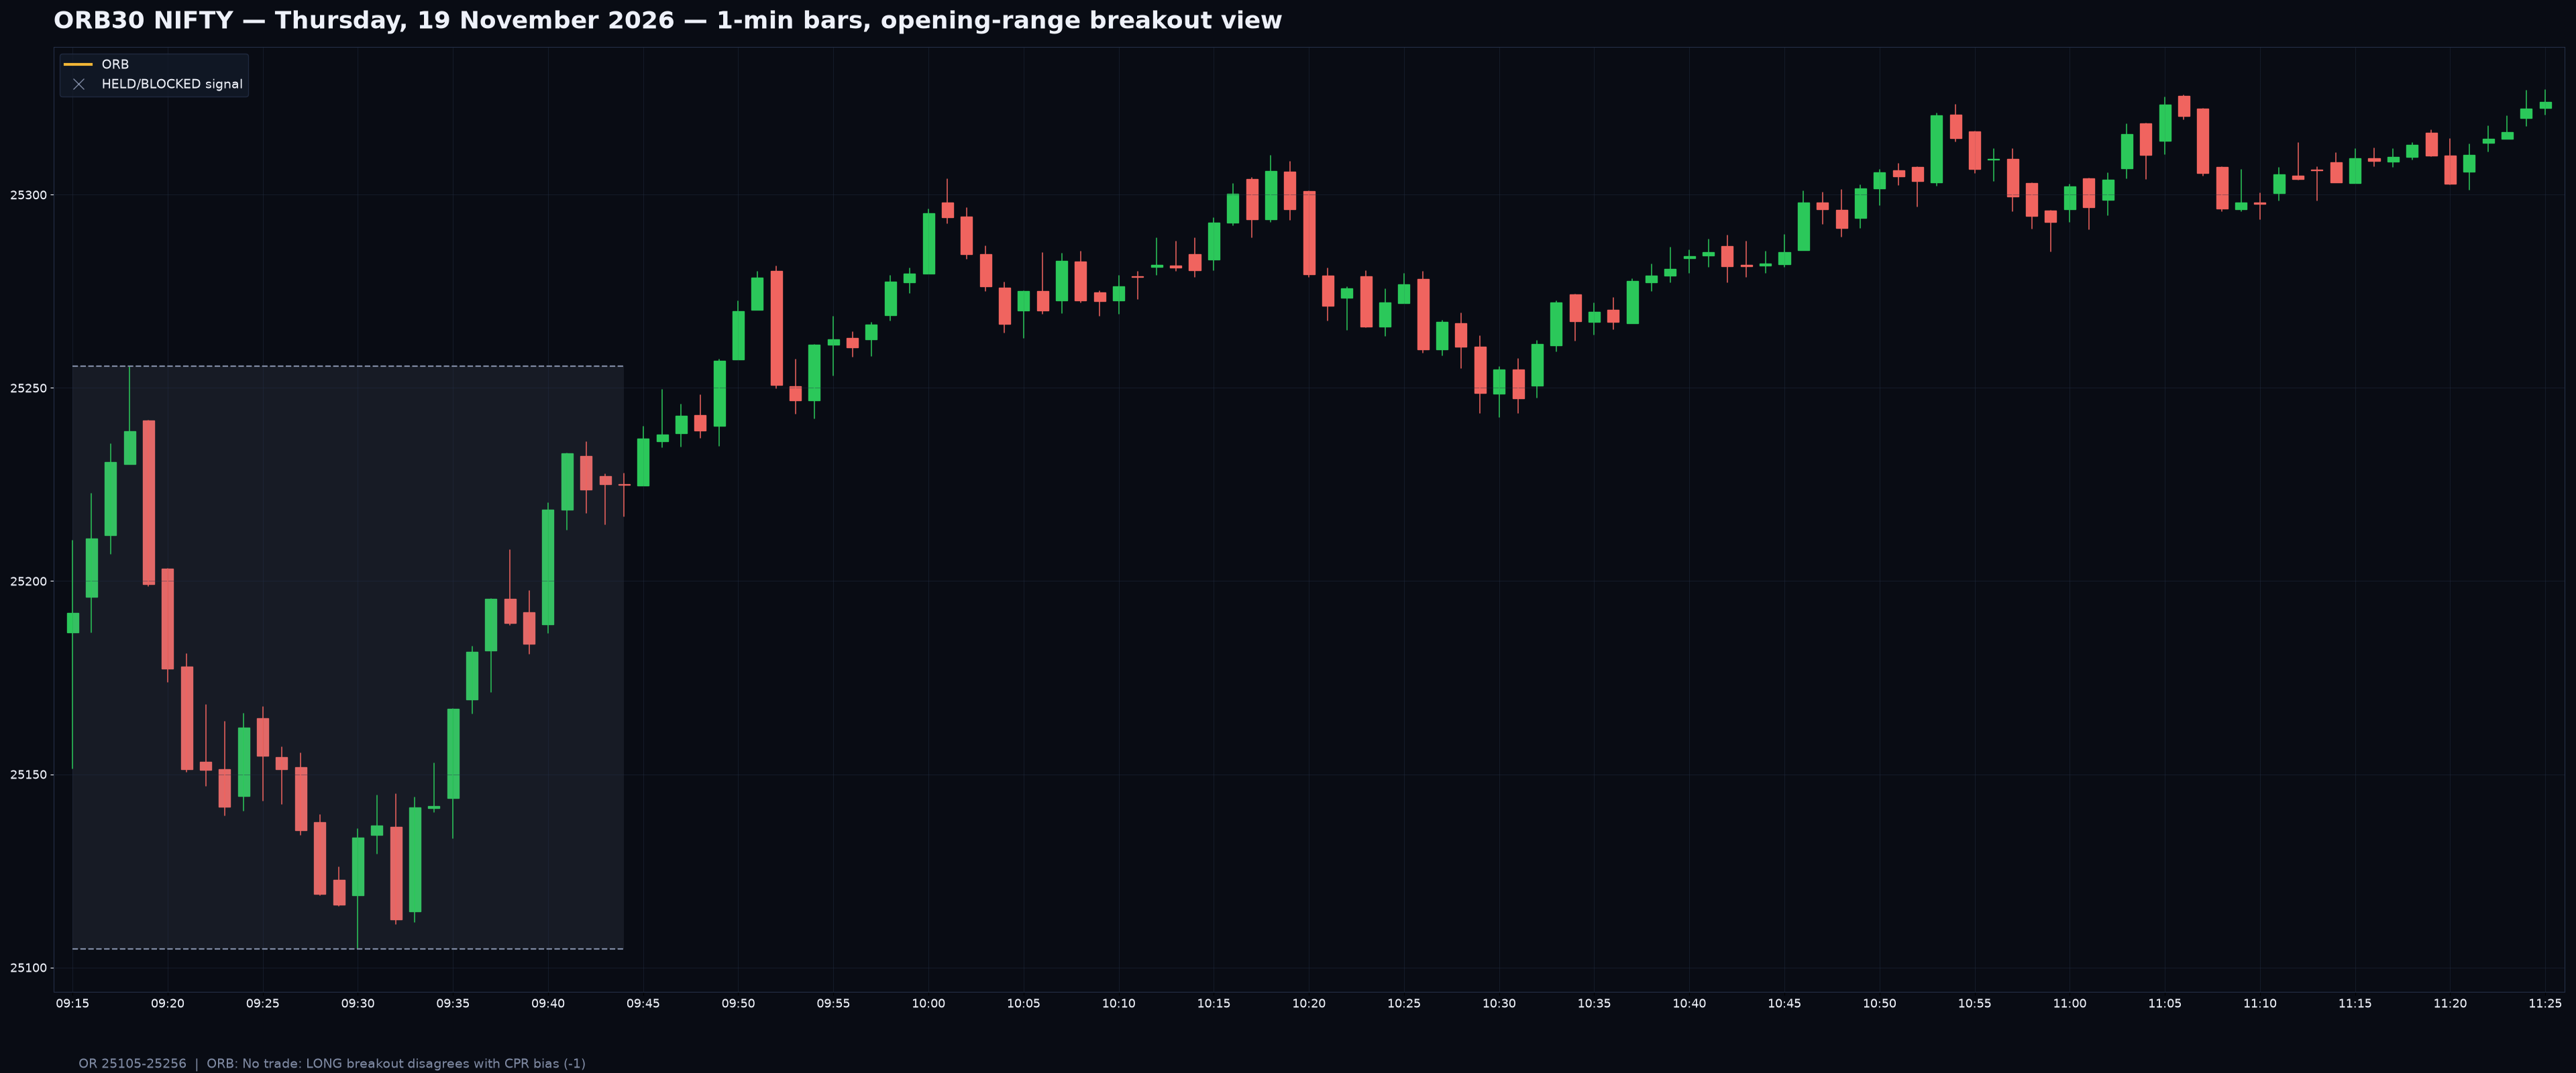 ORB30 NIFTY — Thursday, 19 November 2026 — 1-min bars, opening-range breakout view
ORB
HELD/BLOCKED signal
25300
25250
25200
25150
25100
09:15 09:20 09:25 09:30 09:35 09:40 09:45 09:50 09:55 10:00 10:05 10:10 10:15 10:20 10:25 10:30 10:35 10:40 10:45 10:50 10:55 11:00 11:05 11:10 11:15 11:20 11:25
OR 25105-25256 | ORB: No trade: LONG breakout disagrees with CPR bias (-1)